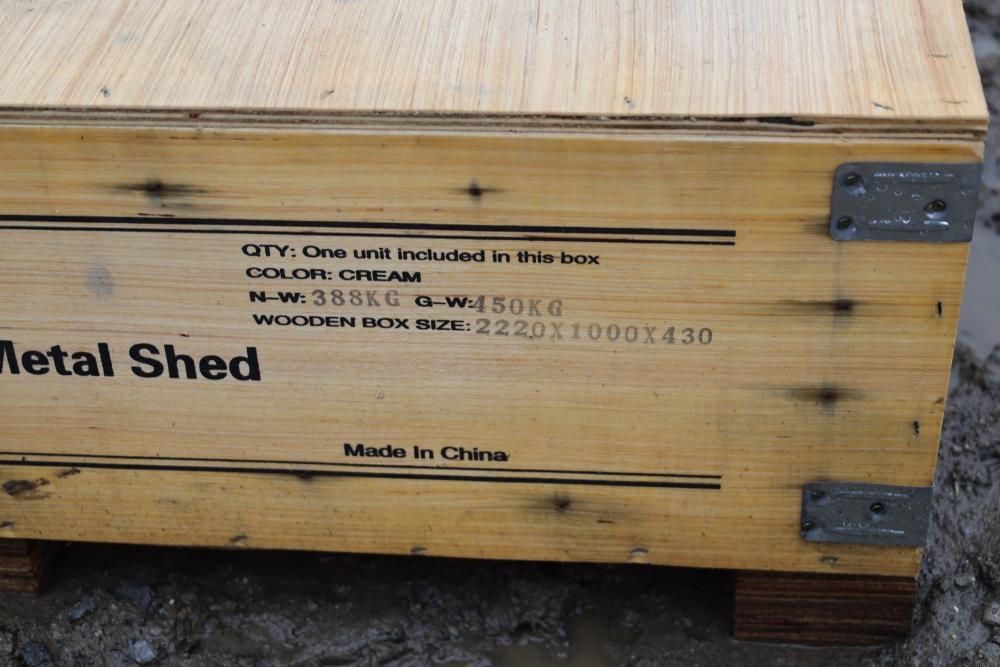 QTY: One unit included in this box
COLOR: CREAM
N-W: 388KG G-W: 450KG
WOODEN BOX SIZE: 2220X1000X430
Metal Shed
Made In China